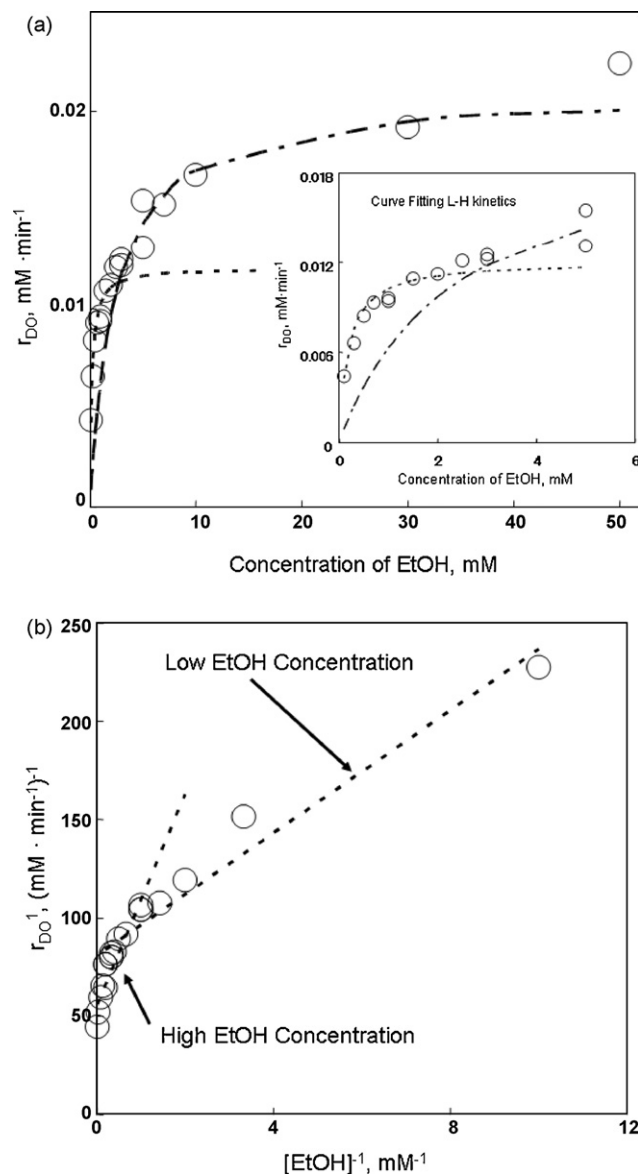 (a)
0.02
0.01
0
r_DO, mM ·min⁻¹
0 10 20 30 40 50
Concentration of EtOH, mM
Curve Fitting L-H kinetics
0.018
0.012
0.005
0
r_DO, mM·min⁻¹
0 2 4 6
Concentration of EtOH, mM
(b)
250
200
150
100
50
0
r_DO¹, (mM · min⁻¹)⁻¹
Low EtOH Concentration
High EtOH Concentration
0 4 8 12
[EtOH]⁻¹, mM⁻¹